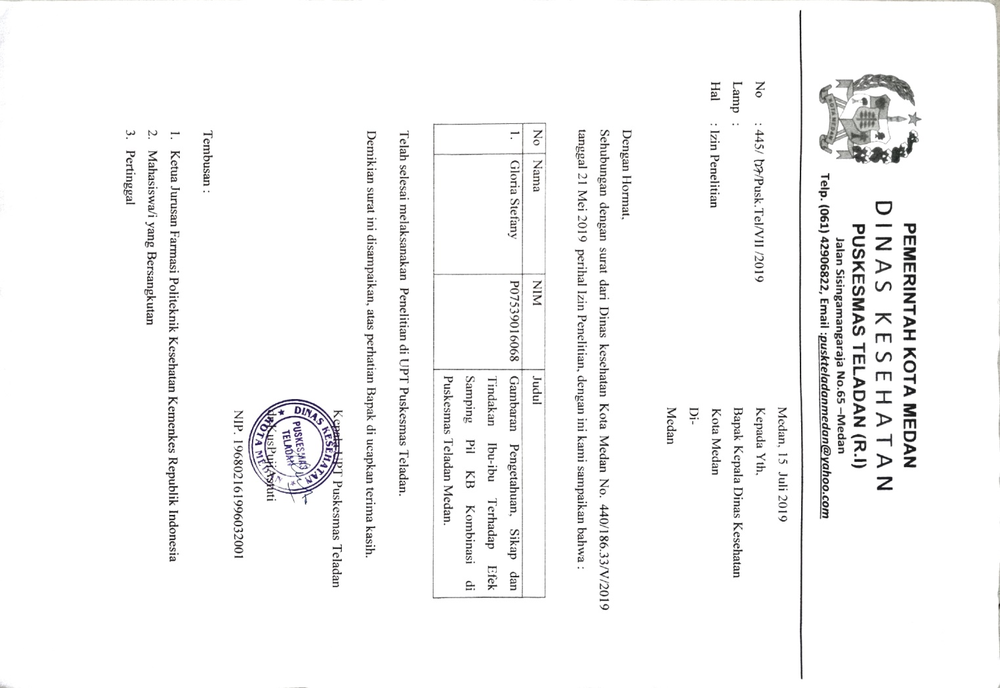 PEMERINTAH KOTA MEDAN
DINAS KESEHATAN
PUSKESMAS TELADAN (R.I)
Jalan Sisingamangaraja No.65 –Medan
Telp. (061) 42906822, Email :puskteladanmedan@yahoo.com
KOTA MEDAN
Medan, 15 Juli 2019
No : 445/ /Pusk.Tel/VII /2019 Kepada Yth,
Lamp : Bapak Kepala Dinas Kesehatan
Hal : Izin Penelitian Kota Medan
Di-
Medan
Dengan Hormat,
Sehubungan dengan surat dari Dinas kesehatan Kota Medan No. 440/186.33/V/2019
tanggal 21 Mei 2019 perihal Izin Penelitian, dengan ini kami sampaikan bahwa :
No Nama NIM Judul
1. Gloria Stefany P07539016068 Gambaran Pengetahuan, Sikap dan
Tindakan Ibu-ibu Terhadap Efek
Samping Pil KB Kombinasi di
Puskesmas Teladan Medan.
Telah selesai melaksanakan Penelitian di UPT Puskesmas Teladan.
Demikian surat ini disampaikan, atas perhatian Bapak di ucapkan terima kasih.
Kepala UPT Puskesmas Teladan
DINAS KESEHATAN
PUSKESMAS
TELADAN
KOTA MEDAN
NIP. 196802161996032001
Tembusan :
1. Ketua Jurusan Farmasi Politeknik Kesehatan Kemenkes Republik Indonesia
2. Mahasiswa/i yang Bersangkutan
3. Pertinggal